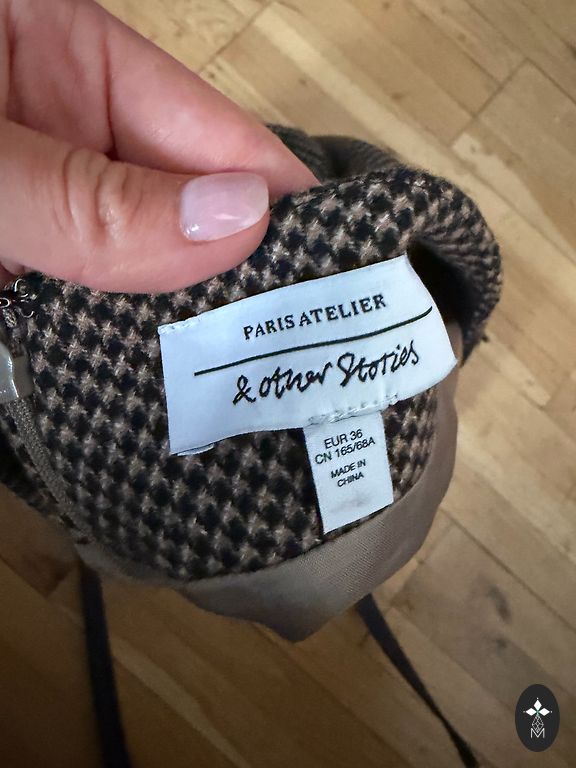 PARIS ATELIER
& other Stories
EUR 36
CN 165/68A
MADE IN
CHINA
M